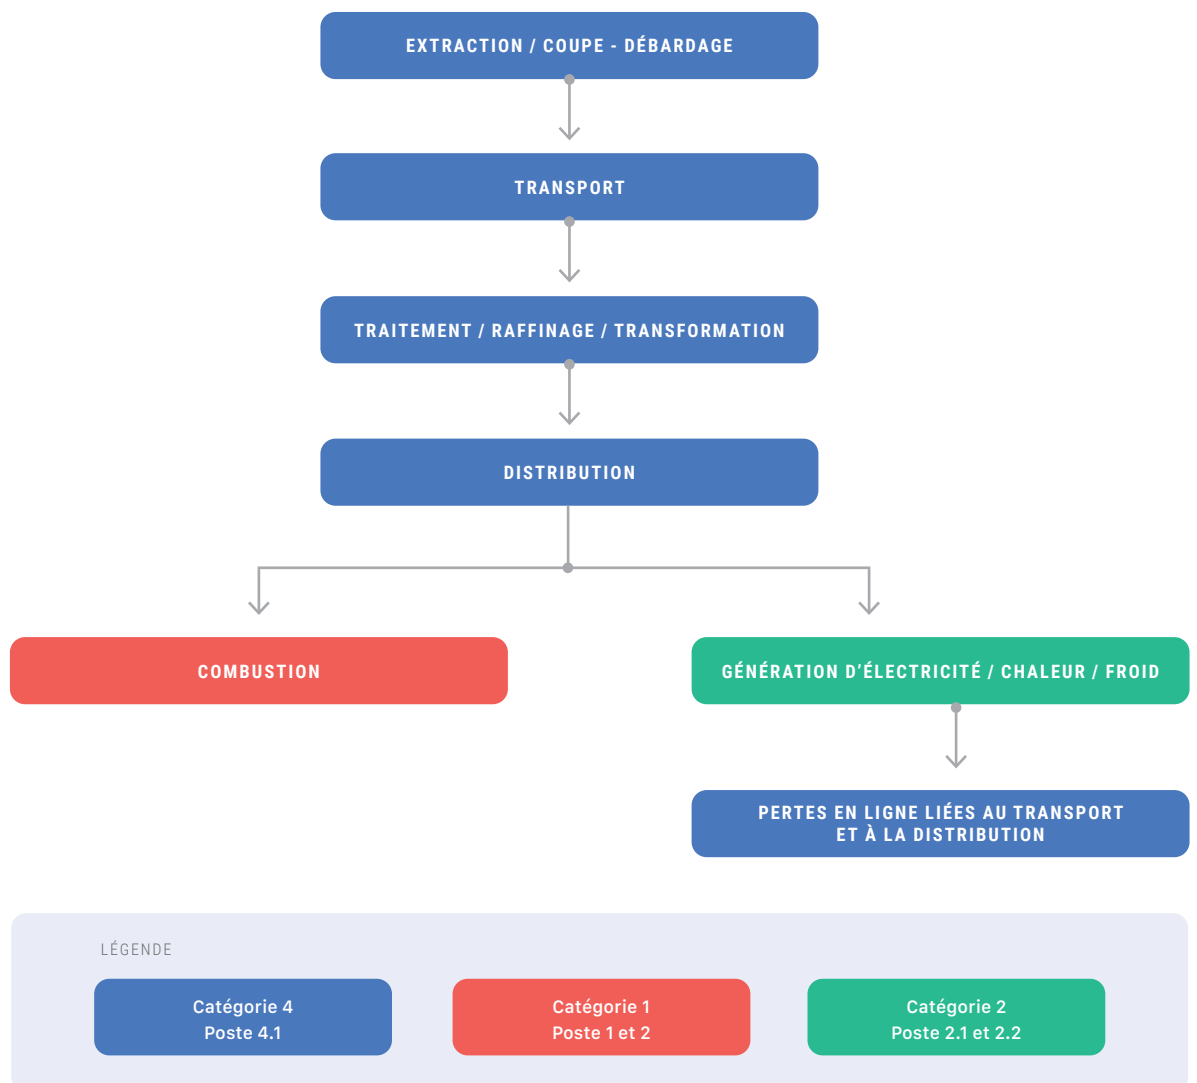 EXTRACTION / COUPE - DÉBARDAGE
TRANSPORT
TRAITEMENT / RAFFINAGE / TRANSFORMATION
DISTRIBUTION
COMBUSTION
GÉNÉRATION D’ÉLECTRICITÉ / CHALEUR / FROID
PERTES EN LIGNE LIÉES AU TRANSPORT
ET À LA DISTRIBUTION
LÉGENDE
Catégorie 4
Poste 4.1
Catégorie 1
Poste 1 et 2
Catégorie 2
Poste 2.1 et 2.2